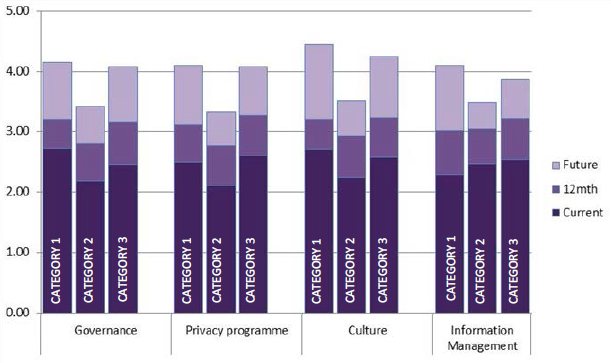 5.00
4.00
3.00
2.00
1.00
0.00
CATEGORY 1
CATEGORY 2
CATEGORY 3
CATEGORY 1
CATEGORY 2
CATEGORY 3
CATEGORY 1
CATEGORY 2
CATEGORY 3
CATEGORY 1
CATEGORY 2
CATEGORY 3
Governance
Privacy programme
Culture
Information
Management
Future
12mth
Current